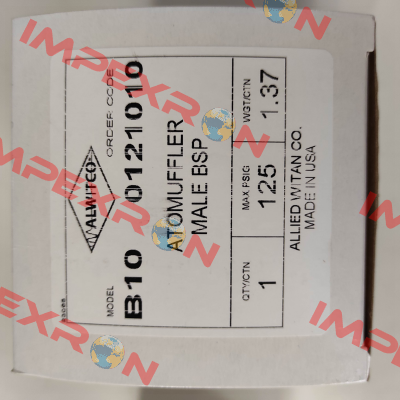 ALWITCO
MODEL
ORDER CODE
B10 0121010
ATOMUFFLER
MALE BSP
QTY/CTN
MAX.PSIG
WGT/CTN
1
125
1.37
ALLIED WITAN CO.
MADE IN USA
IMPEXRON
IMPEXRON
IMPEXRON